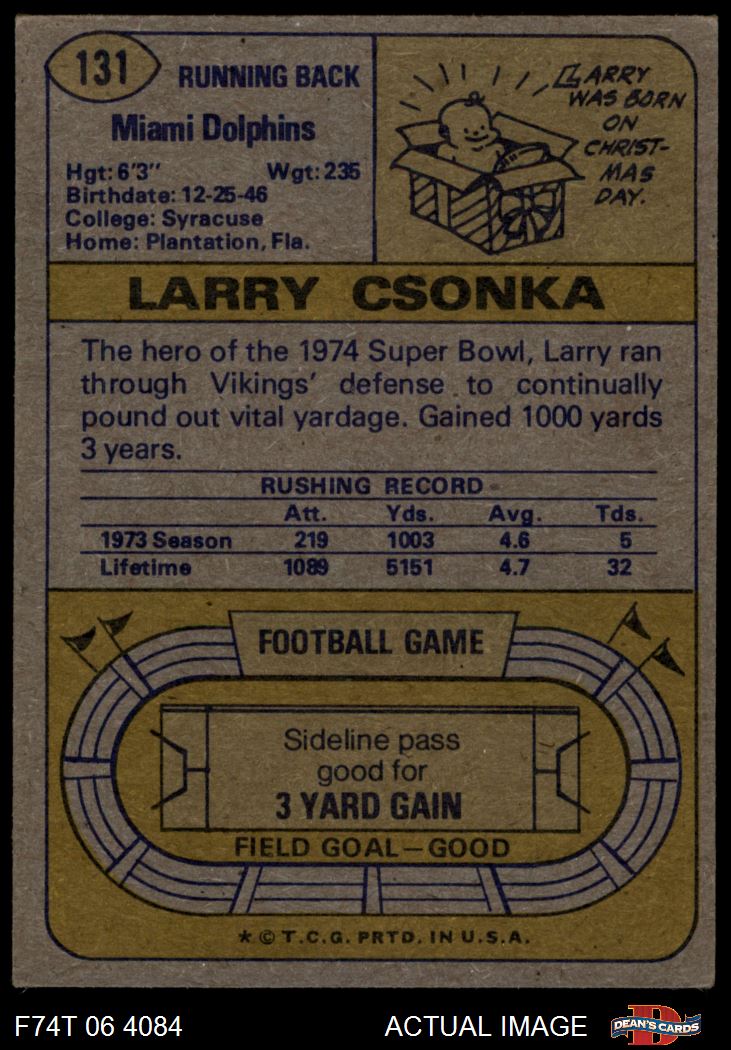 131
RUNNING BACK
Miami Dolphins
Hgt: 6'3" Wgt: 235
Birthdate: 12-25-46
College: Syracuse
Home: Plantation, Fla.
LARRY
WAS BORN
ON
CHRIST-
MAS
DAY.
LARRY CSONKA
The hero of the 1974 Super Bowl, Larry ran
through Vikings' defense to continually
pound out vital yardage. Gained 1000 yards
3 years.
RUSHING RECORD
Att. Yds. Avg. Tds.
1973 Season 219 1003 4.6 5
Lifetime 1089 5151 4.7 32
FOOTBALL GAME
Sideline pass
good for
3 YARD GAIN
FIELD GOAL—GOOD
* © T.C.G. PRTD. IN U.S.A.
F74T 06 4084 ACTUAL IMAGE
D
DEAN'S CARDS